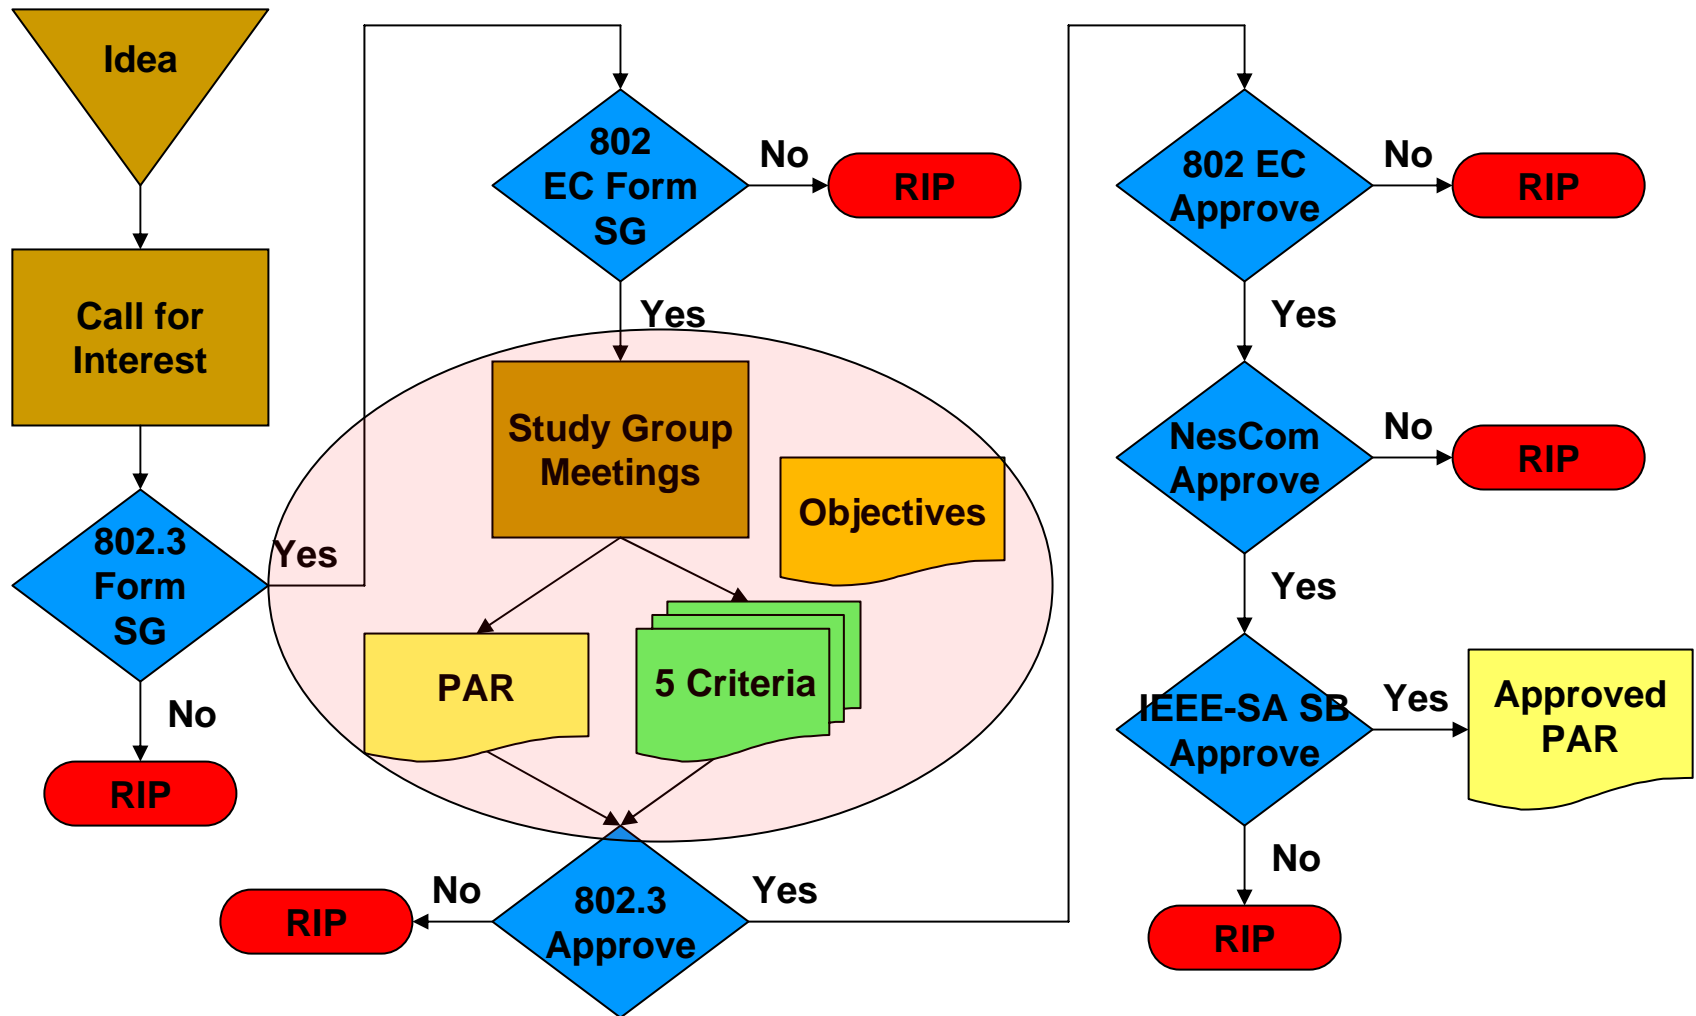 Idea
Call for
Interest
802.3
Form
SG
Yes
No
RIP
802
EC Form
SG
No
RIP
Yes
Study Group
Meetings
Objectives
PAR
5 Criteria
802.3
Approve
No
RIP
Yes
802 EC
Approve
No
RIP
Yes
NesCom
Approve
No
RIP
Yes
IEEE-SA SB
Approve
Yes
Approved
PAR
No
RIP